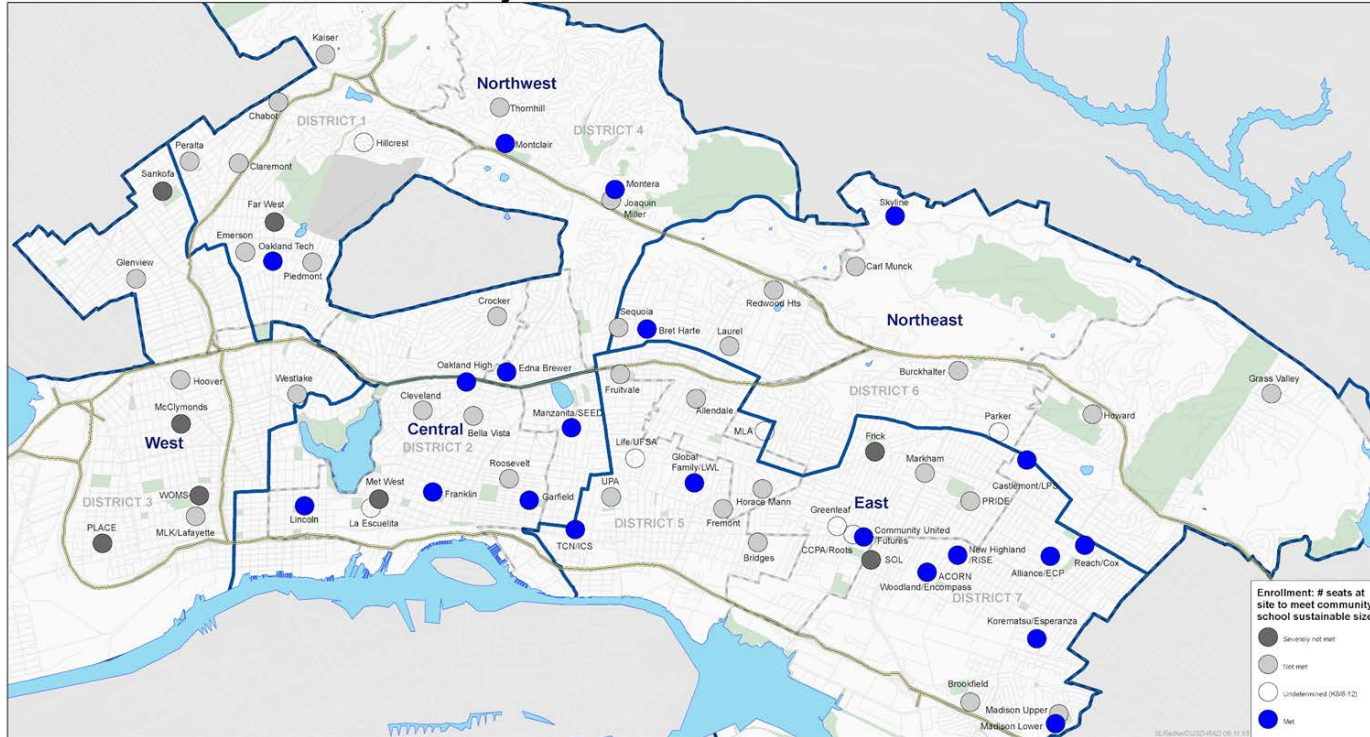 Kaiser
Northwest
Chabot
Thornhill
DISTRICT 1
DISTRICT 4
Hillcrest
Montclair
Peralta
Claremont
Sankofa
Montera
Joaquin
Miller
Far West
Skyline
Emerson
Oakland Tech
Piedmont
Glenview
Carl Munck
Redwood Hts
Crocker
Sequoia
Bret Harte
Laurel
Northeast
Oakland High
Edna Brewer
Hoover
Westlake
Fruitvale
Burckhalter
Grass Valley
DISTRICT 6
McClymonds
Cleveland
Bella Vista
Manzanita/SEED
Allendale
Howard
West
Central
DISTRICT 2
MLA
Parker
Frick
Life/UFSA
Global
Family/LWL
Markham
Castlemont/LPS
Roosevelt
Met West
UPA
Horace Mann
PRIDE
DISTRICT 3
WOMS
Franklin
Garfield
East
Lincoln
La Escuelita
MLK/Lafayette
Fremont
Greenleaf
DISTRICT 5
PLACE
TCN/ICS
Bridges
Community United
/Futures
CCPA/Roots
SOL
New Highland
/RISE
Alliance/ECP
Reach/Cox
ACORN
Woodland/Encompass
DISTRICT 7
Korematsu/Esperanza
Brookfield
Madison Upper
Madison Lower
Enrollment: # seats at
site to meet community
school sustainable size
Severely not met
Not met
Undetermined (K8/6-12)
Met